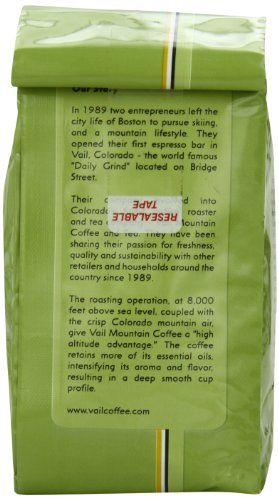 Our Story
In 1989 two entrepreneurs left the
city life of Boston to pursue skiing,
and a mountain lifestyle. They
opened their first espresso bar in
Vail, Colorado - the world famous
"Daily Grind" located on Bridge
Street.
Their into
Colorado roaster
and tea Mountain
Coffee and Tea. They have been
sharing their passion for freshness,
quality and sustainability with other
retailers and households around the
country since 1989.
RESEALABLE
TAPE
The roasting operation, at 8,000
feet above sea level, coupled with
the crisp Colorado mountain air,
give Vail Mountain Coffee a "high
altitude advantage." The coffee
retains more of its essential oils,
intensifying its aroma and flavor,
resulting in a deep smooth cup
profile.
www.vailcoffee.com